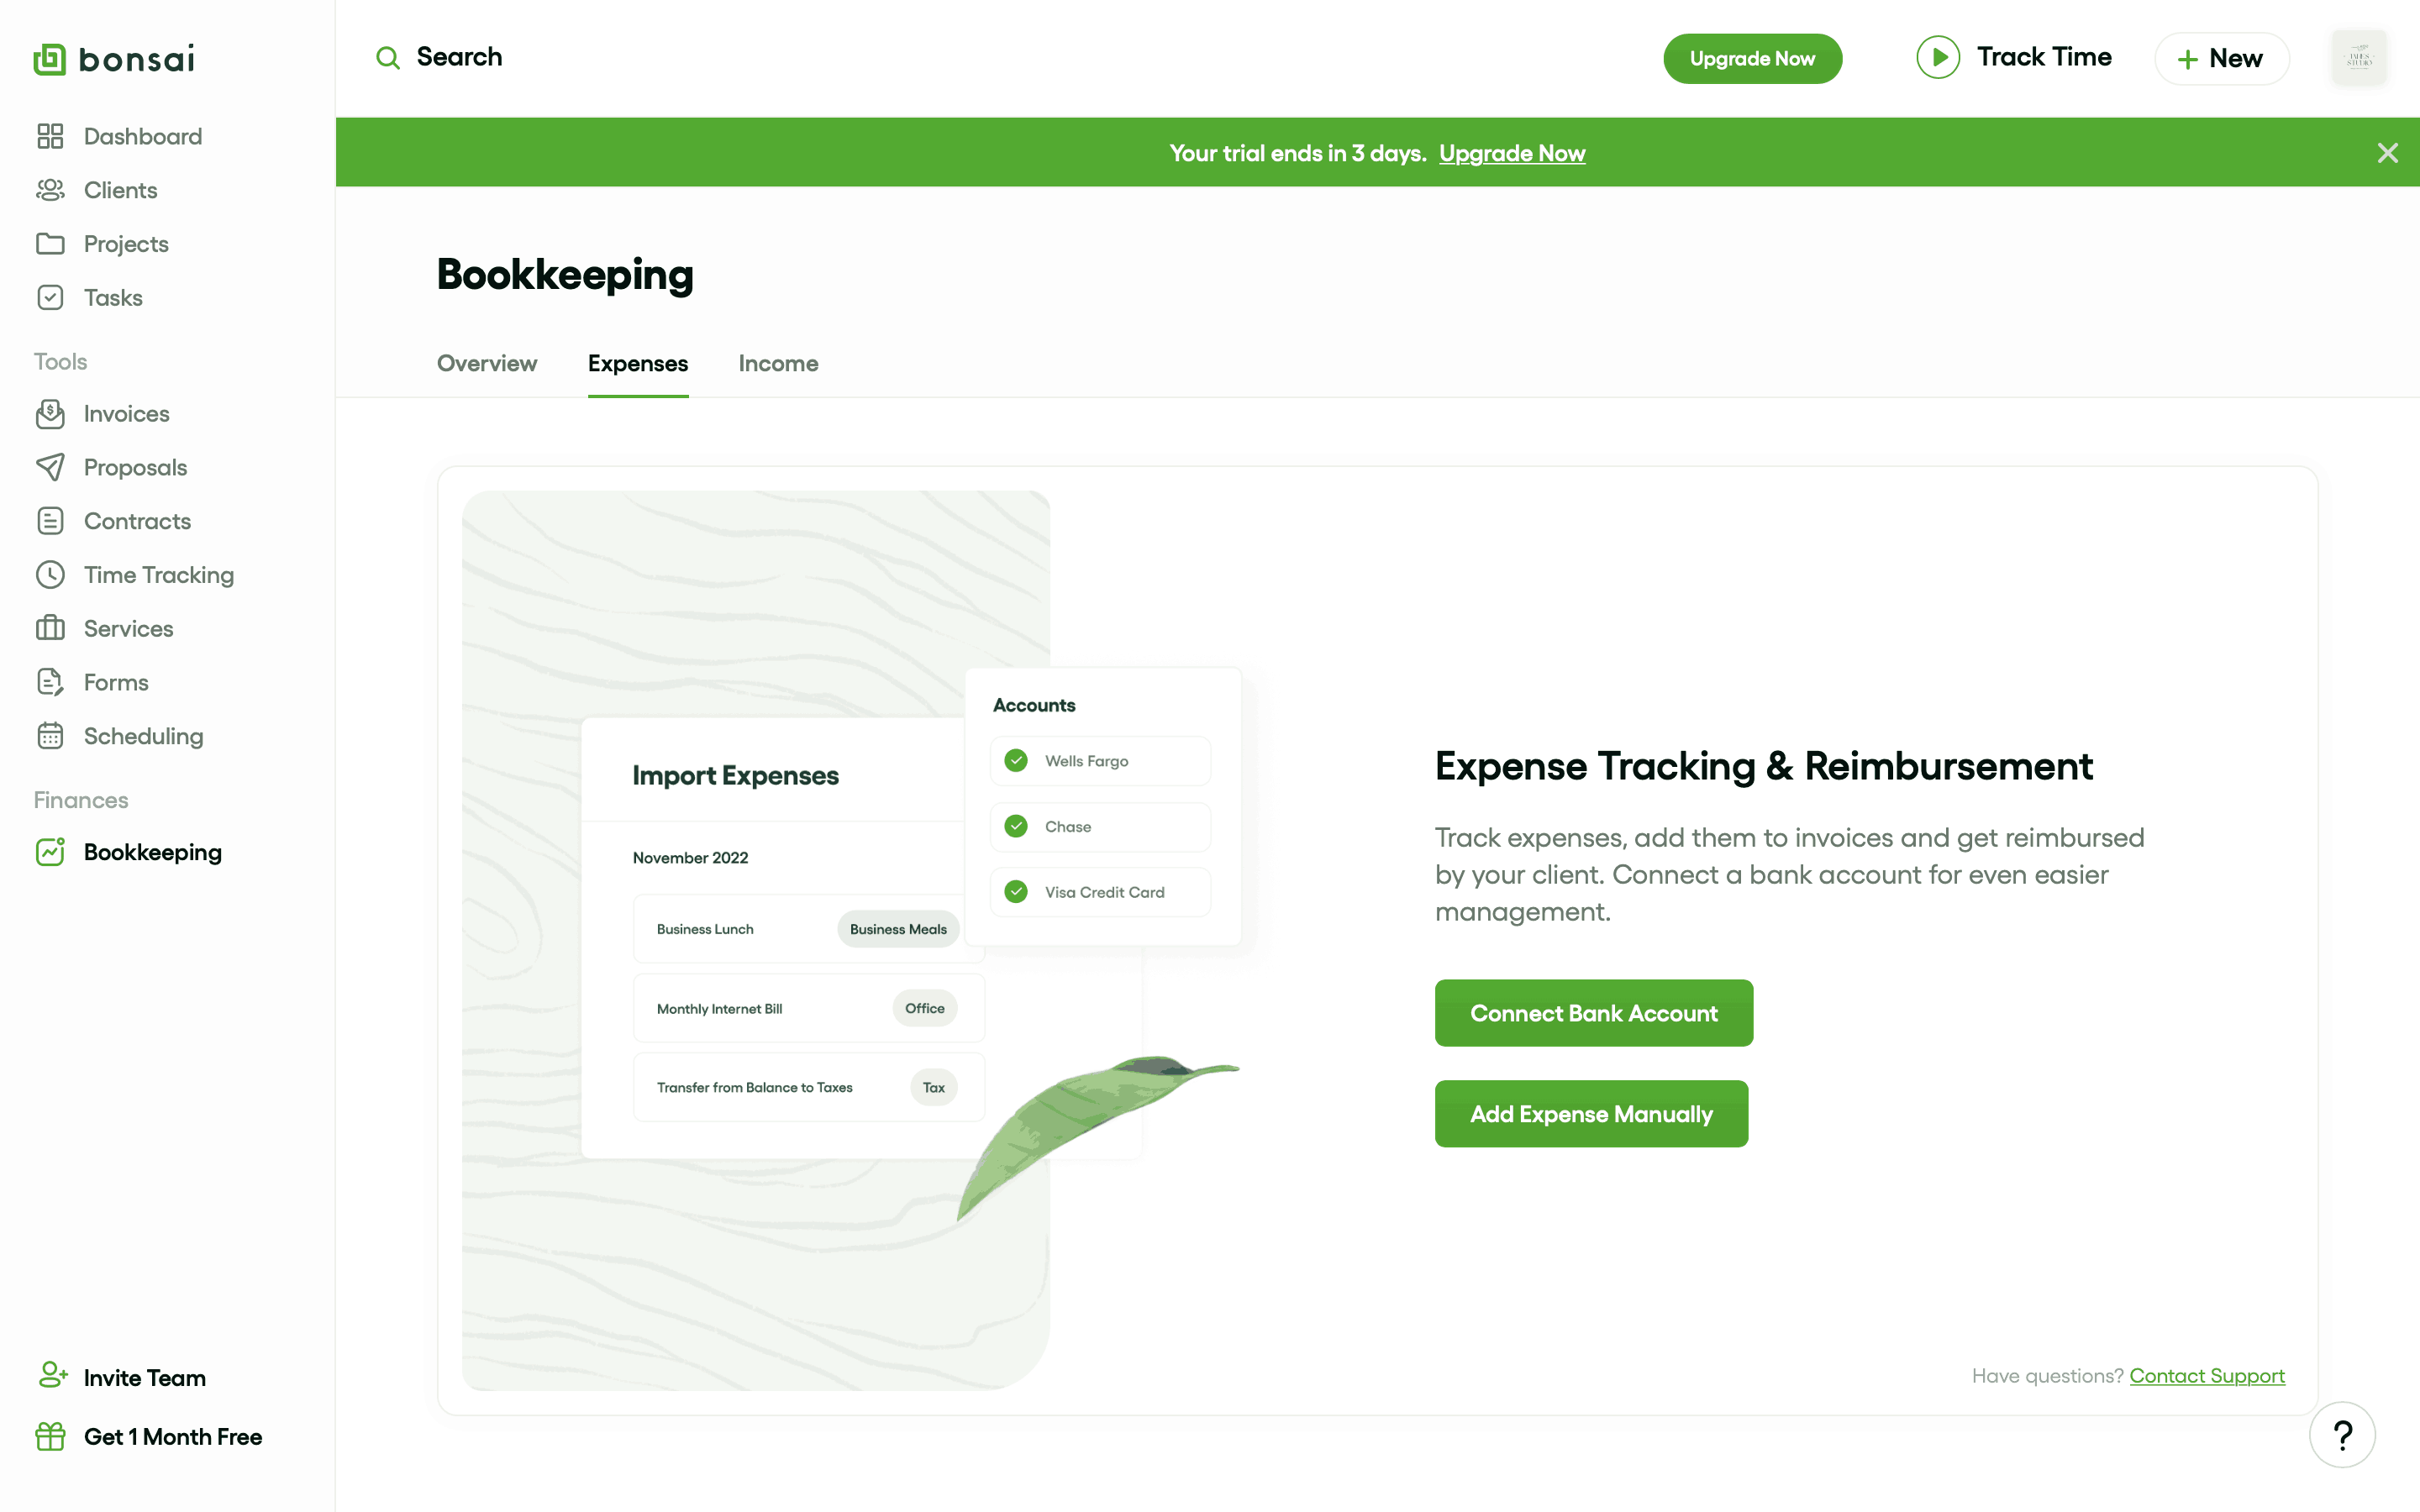 bonsai
Search
Upgrade Now
Track Time
New
Your trial ends in 3 days. Upgrade Now
Dashboard
Clients
Projects
Tasks
Tools
Invoices
Proposals
Contracts
Time Tracking
Services
Forms
Scheduling
Finances
Bookkeeping
Invite Team
Get 1 Month Free
Bookkeeping
Overview
Expenses
Income
Import Expenses
November 2022
Business Lunch
Business Meals
Monthly Internet Bill
Office
Transfer from Balance to Taxes
Tax
Accounts
Wells Fargo
Chase
Visa Credit Card
Expense Tracking & Reimbursement
Track expenses, add them to invoices and get reimbursed
by your client. Connect a bank account for even easier
management.
Connect Bank Account
Add Expense Manually
Have questions? Contact Support
?